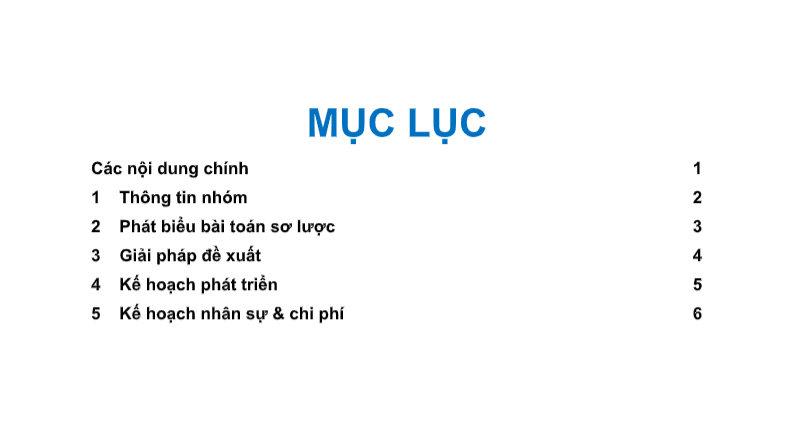 MỤC LỤC
Các nội dung chính 1
1 Thông tin nhóm 2
2 Phát biểu bài toán sơ lược 3
3 Giải pháp đề xuất 4
4 Kế hoạch phát triển 5
5 Kế hoạch nhân sự & chi phí 6